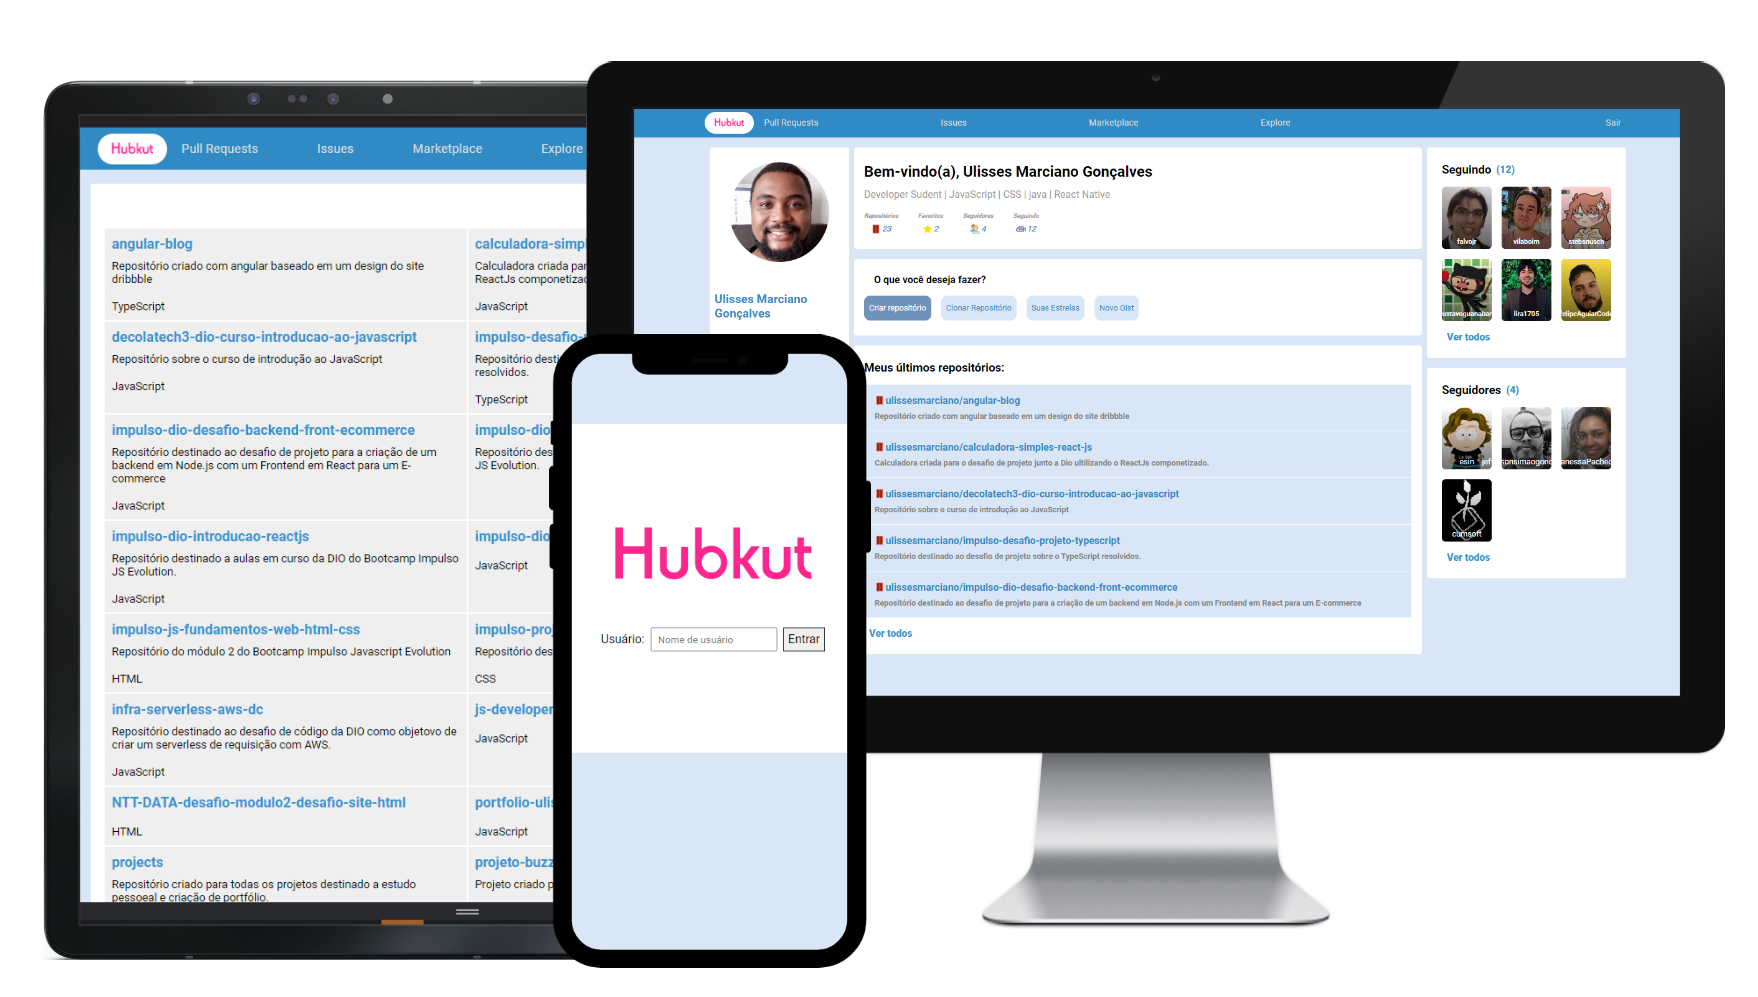 Hubkut Pull Requests Issues Marketplace Explore
angular-blog
Repositório criado com angular baseado em um design do site
dribbble
TypeScript
decolatech3-dio-curso-introducao-ao-javascript
Repositório sobre o curso de introdução ao JavaScript
JavaScript
impulso-dio-desafio-backend-front-ecommerce
Repositório destinado ao desafio de projeto para a criação de um
backend em Node.js com um Frontend em React para um E-
commerce
JavaScript
impulso-dio-introducao-reactjs
Repositório destinado a aulas em curso da DIO do Bootcamp Impulso
JS Evolution.
JavaScript
impulso-js-fundamentos-web-html-css
Repositório do módulo 2 do Bootcamp Impulso Javascript Evolution
HTML
infra-serverless-aws-dc
Repositório destinado ao desafio de código da DIO como objetovo de
criar um serverless de requisição com AWS.
JavaScript
NTT-DATA-desafio-modulo2-desafio-site-html
HTML
projects
Repositório criado para todas os projetos destinado a estudo
pessoeal e criação de portfólio.
calculadora-simp
Calculadora criada par
ReactJs componetizad
JavaScript
impulso-desafio-
Repositório desti
resolvidos.
TypeScript
impulso-dio
Repositório des
JS Evolution.
impulso-dio
JavaScript
impulso-proj
Repositório des
CSS
js-developer
JavaScript
portfolio-ulis
JavaScript
projeto-buzz
Projeto criado p
Hubkut
Usuário: Nome de usuário Entrar
Hubkut Pull Requests Issues Marketplace Explore Sair
Ulisses Marciano
Gonçalves
Bem-vindo(a), Ulisses Marciano Gonçalves
Developer Sudent | JavaScript | CSS | java | React Native
Repositórios Favoritos Seguidores Seguindo
23 2 4 12
O que você deseja fazer?
Criar repositório Clonar Repositório Suas Estrelas Novo Gist
Meus últimos repositórios:
ulissesmarciano/angular-blog
Repositório criado com angular baseado em um design do site dribbble
ulissesmarciano/calculadora-simples-react-js
Calculadora criada para o desafio de projeto junto a Dio ultilizando o ReactJs componetizado.
ulissesmarciano/decolatech3-dio-curso-introducao-ao-javascript
Repositório sobre o curso de introdução ao JavaScript
ulissesmarciano/impulso-desafio-projeto-typescript
Repositório destinado ao desafio de projeto sobre o TypeScript resolvidos.
ulissesmarciano/impulso-dio-desafio-backend-front-ecommerce
Repositório destinado ao desafio de projeto para a criação de um backend em Node.js com um Frontend em React para um E-commerce
Ver todos
Seguindo (12)
falvojr vilaboim stebsnusch
ustavoguanabar lira1705 elipeAguiarCode
Ver todos
Seguidores (4)
esin jef sonsimaogono anessaPachec
cumsoft
Ver todos